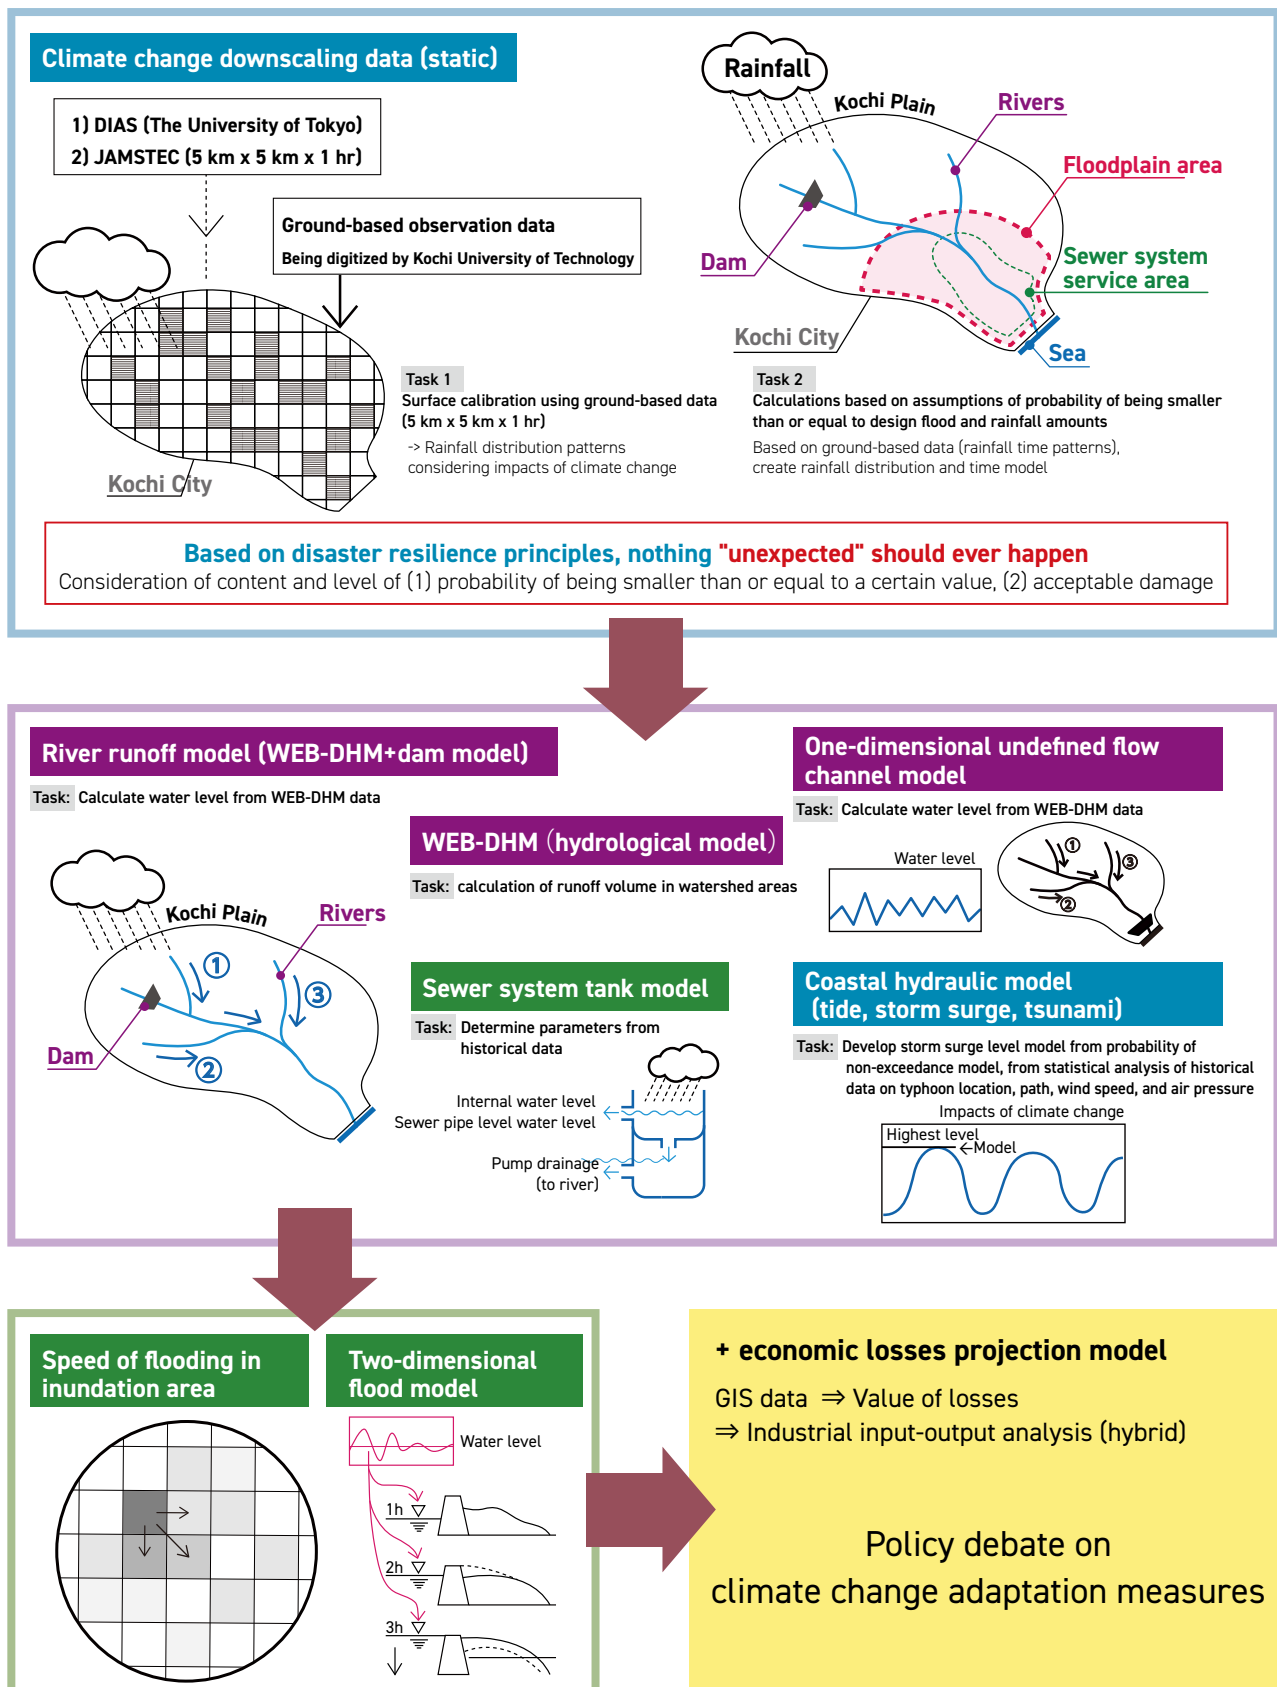 Climate change downscaling data (static)
1) DIAS (The University of Tokyo)
2) JAMSTEC (5 km x 5 km x 1 hr)
Ground-based observation data
Being digitized by Kochi University of Technology
Kochi City
Task 1
Surface calibration using ground-based data
(5 km x 5 km x 1 hr)
-> Rainfall distribution patterns
considering impacts of climate change
Rainfall
Kochi Plain
Rivers
Floodplain area
Dam
Sewer system
service area
Kochi City
Sea
Task 2
Calculations based on assumptions of probability of being smaller
than or equal to design flood and rainfall amounts
Based on ground-based data (rainfall time patterns),
create rainfall distribution and time model
Based on disaster resilience principles, nothing "unexpected" should ever happen
Consideration of content and level of (1) probability of being smaller than or equal to a certain value, (2) acceptable damage
River runoff model (WEB-DHM+dam model)
Task: Calculate water level from WEB-DHM data
Kochi Plain
Rivers
①
③
Dam
②
WEB-DHM (hydrological model)
Task: calculation of runoff volume in watershed areas
One-dimensional undefined flow
channel model
Task: Calculate water level from WEB-DHM data
Water level
①
③
②
Sewer system tank model
Task: Determine parameters from
historical data
Internal water level
Sewer pipe level water level
Pump drainage
(to river)
Coastal hydraulic model
(tide, storm surge, tsunami)
Task: Develop storm surge level model from probability of
non-exceedance model, from statistical analysis of historical
data on typhoon location, path, wind speed, and air pressure
Impacts of climate change
Highest level
←Model
Speed of flooding in
inundation area
Two-dimensional
flood model
Water level
1h
2h
3h
+ economic losses projection model
GIS data ⇒ Value of losses
⇒ Industrial input-output analysis (hybrid)
Policy debate on
climate change adaptation measures